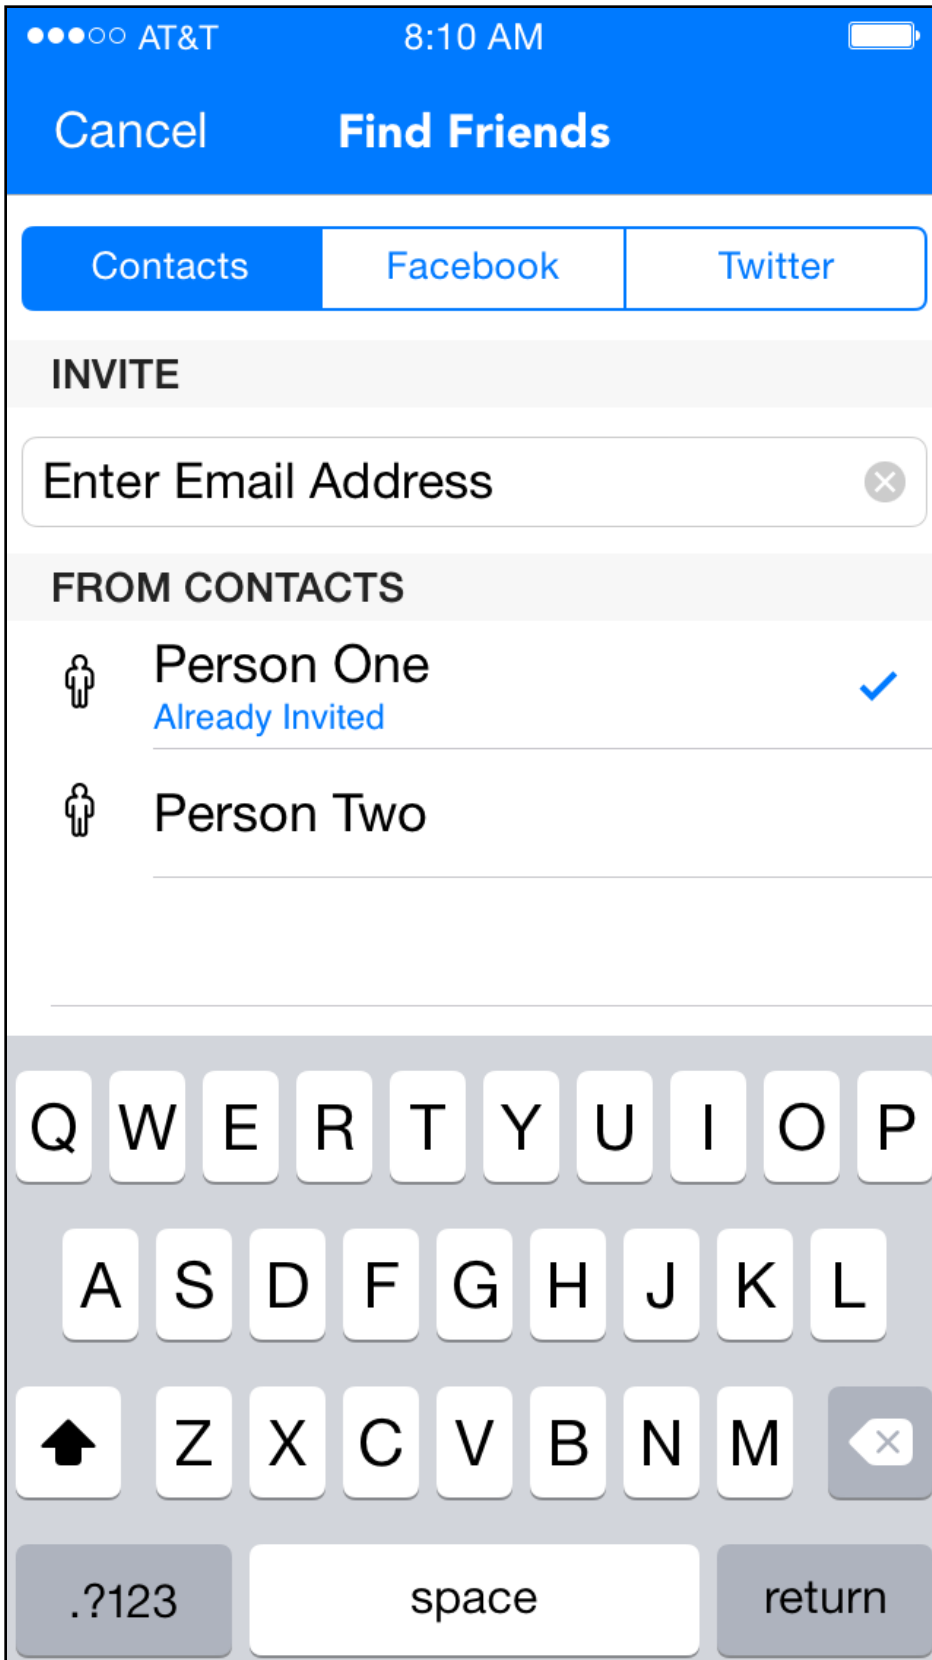 AT&T 8:10 AM
Cancel Find Friends
Contacts Facebook Twitter
INVITE
Enter Email Address
FROM CONTACTS
Person One
Already Invited
Person Two
Q W E R T Y U I O P
A S D F G H J K L
Z X C V B N M
.?123 space return